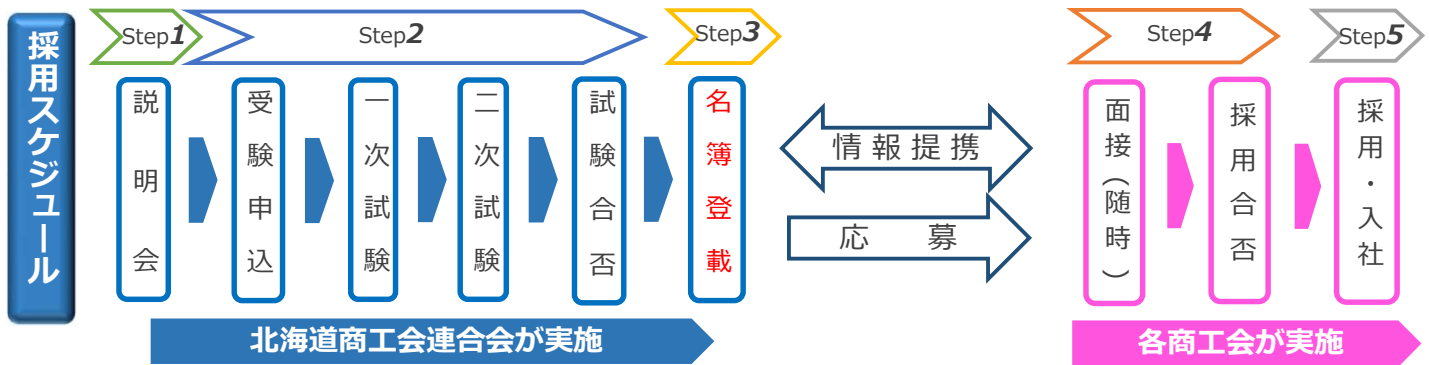 採用スケジュール
Step1
Step2
Step3
Step4
Step5
説明会
受験申込
一次試験
二次試験
試験合否
名簿登載
情報提携
応募
面接(随時)
採用合否
採用・入社
北海道商工会連合会が実施
各商工会が実施